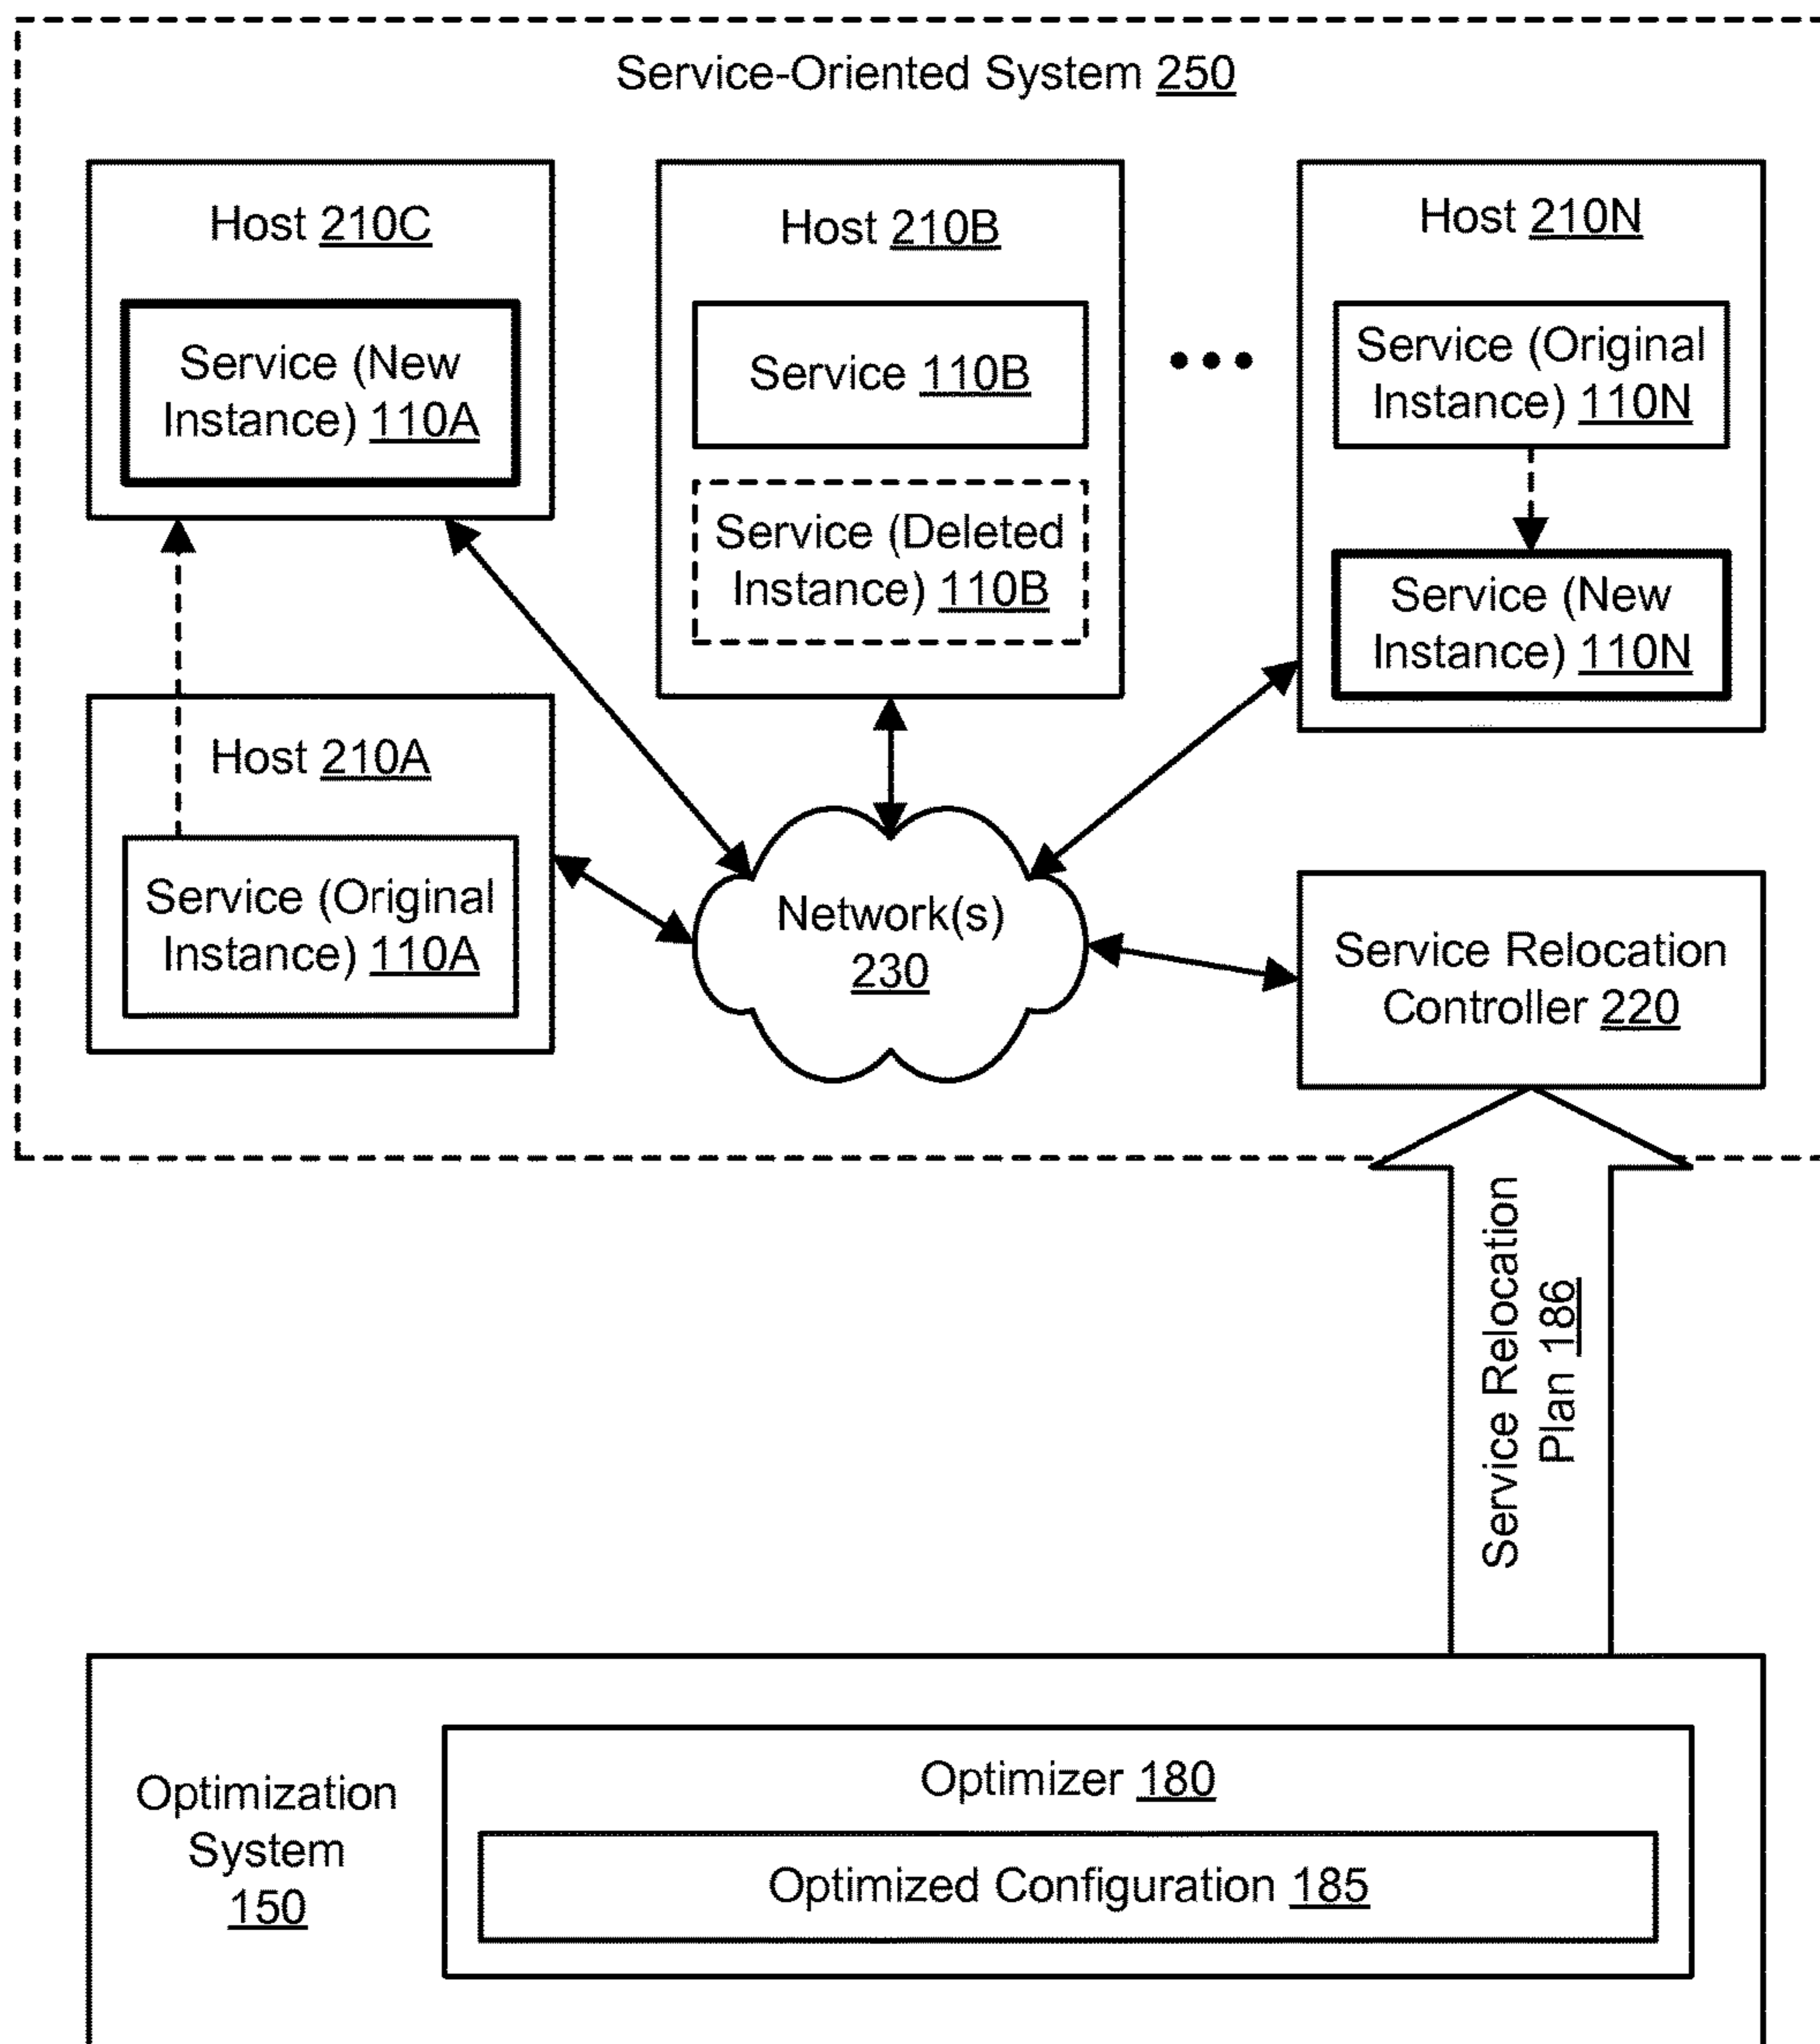 Service-Oriented System 250
Host 210C
Service (New
Instance) 110A
Host 210B
Service 110B
Service (Deleted
Instance) 110B
Host 210N
Service (Original
Instance) 110N
Service (New
Instance) 110N
Host 210A
Service (Original
Instance) 110A
Network(s)
230
Service Relocation
Controller 220
Service Relocation
Plan 186
Optimization
System
150
Optimizer 180
Optimized Configuration 185